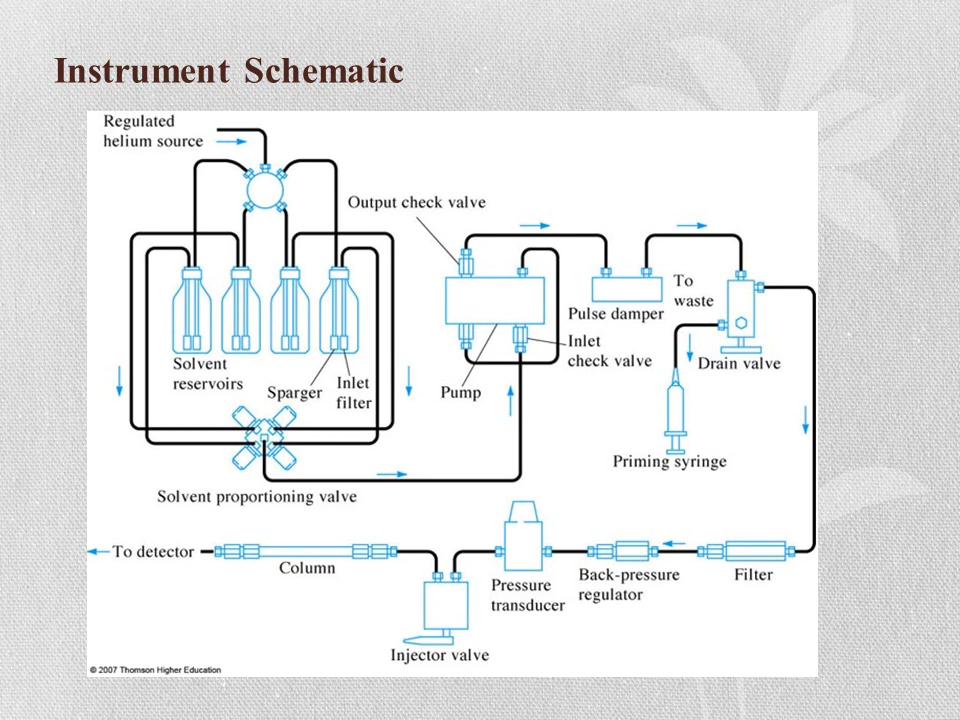 Instrument Schematic
Regulated
helium source
Output check valve
To
waste
Pulse damper
Inlet
check valve
Drain valve
Solvent
reservoirs
Sparger
Inlet
filter
Pump
Priming syringe
Solvent proportioning valve
To detector
Column
Pressure
transducer
Back-pressure
regulator
Filter
Injector valve
© 2007 Thomson Higher Education